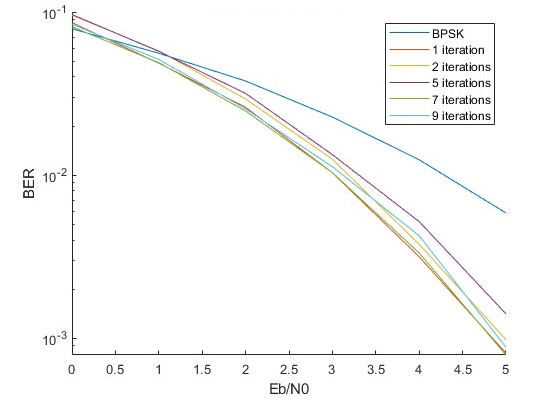 10-1
BPSK
1 iteration
2 iterations
5 iterations
7 iterations
9 iterations
BER
10-2
10-3
0 0.5 1 1.5 2 2.5 3 3.5 4 4.5 5
Eb/N0